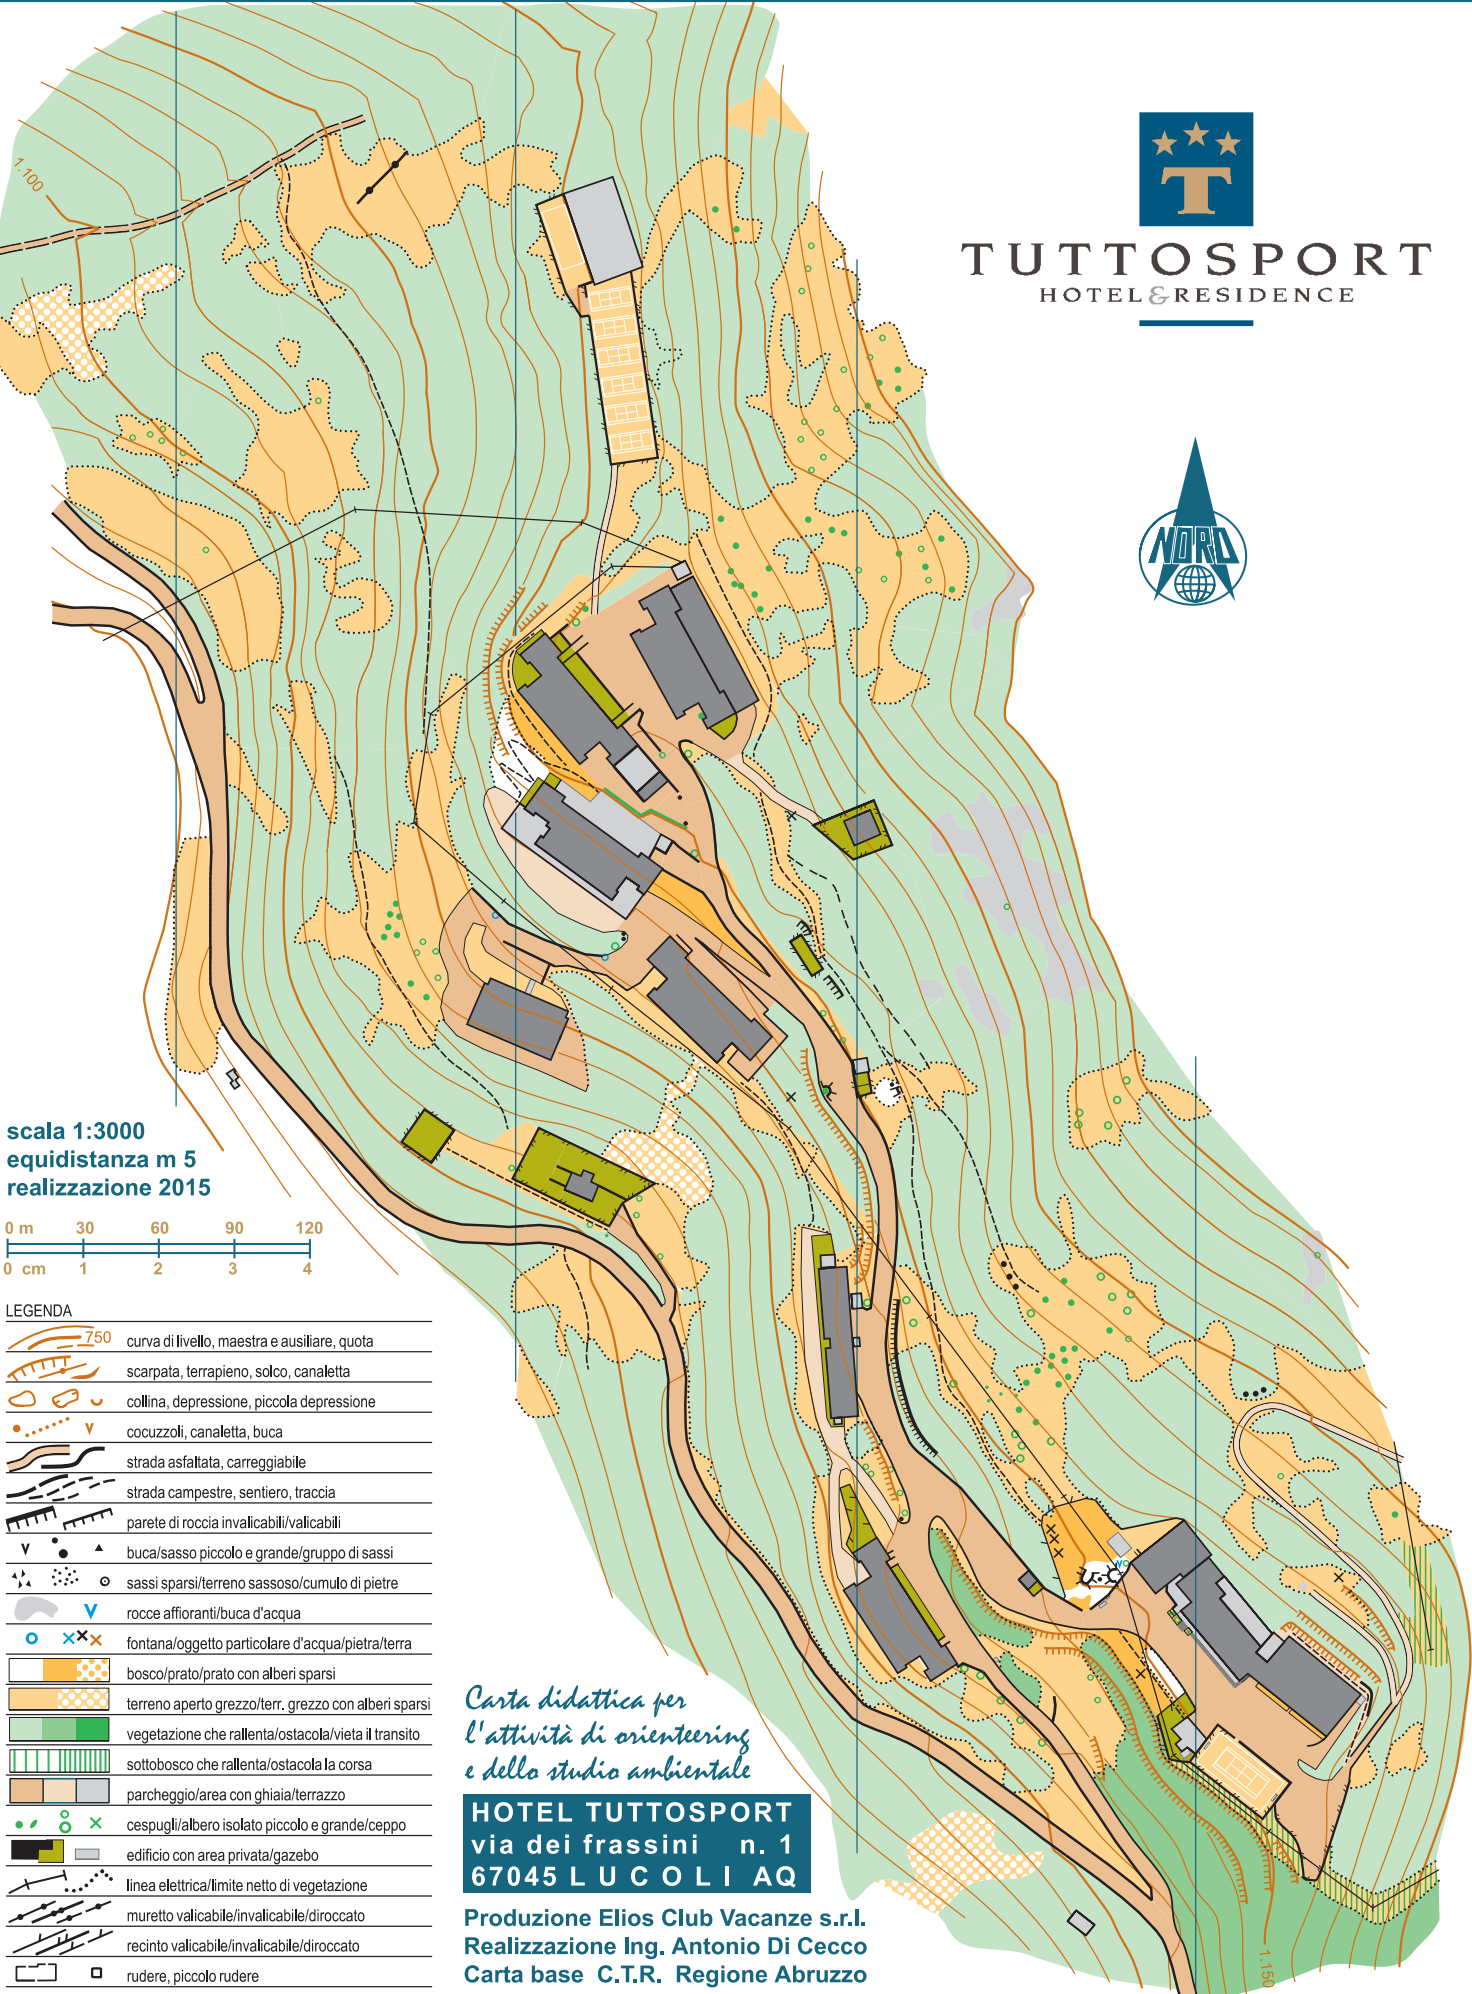 1.100
TUTTOSPORT
HOTEL&RESIDENCE
NORD
scala 1:3000
equidistanza m 5
realizzazione 2015
0 m 30 60 90 120
0 cm 1 2 3 4
LEGENDA
750 curva di livello, maestra e ausiliare, quota
scarpata, terrapieno, solco, canaletta
collina, depressione, piccola depressione
cocuzzoli, canaletta, buca
strada asfaltata, carreggiabile
strada campestre, sentiero, traccia
parete di roccia invalicabili/valicabili
buca/sasso piccolo e grande/gruppo di sassi
sassi sparsi/terreno sassoso/cumulo di pietre
rocce affioranti/buca d'acqua
fontana/oggetto particolare d'acqua/pietra/terra
bosco/prato/prato con alberi sparsi
terreno aperto grezzo/terr. grezzo con alberi sparsi
vegetazione che rallenta/ostacola/vieta il transito
sottobosco che rallenta/ostacola la corsa
parcheggio/area con ghiaia/terrazzo
cespugli/albero isolato piccolo e grande/ceppo
edificio con area privata/gazebo
linea elettrica/limite netto di vegetazione
muretto valicabile/invalicabile/diroccato
recinto valicabile/invalicabile/diroccato
rudere, piccolo rudere
Carta didattica per
l'attività di orienteering
e dello studio ambientale
HOTEL TUTTOSPORT
via dei frassini n. 1
67045 L U C O L I AQ
Produzione Elios Club Vacanze s.r.l.
Realizzazione Ing. Antonio Di Cecco
Carta base C.T.R. Regione Abruzzo
1.150